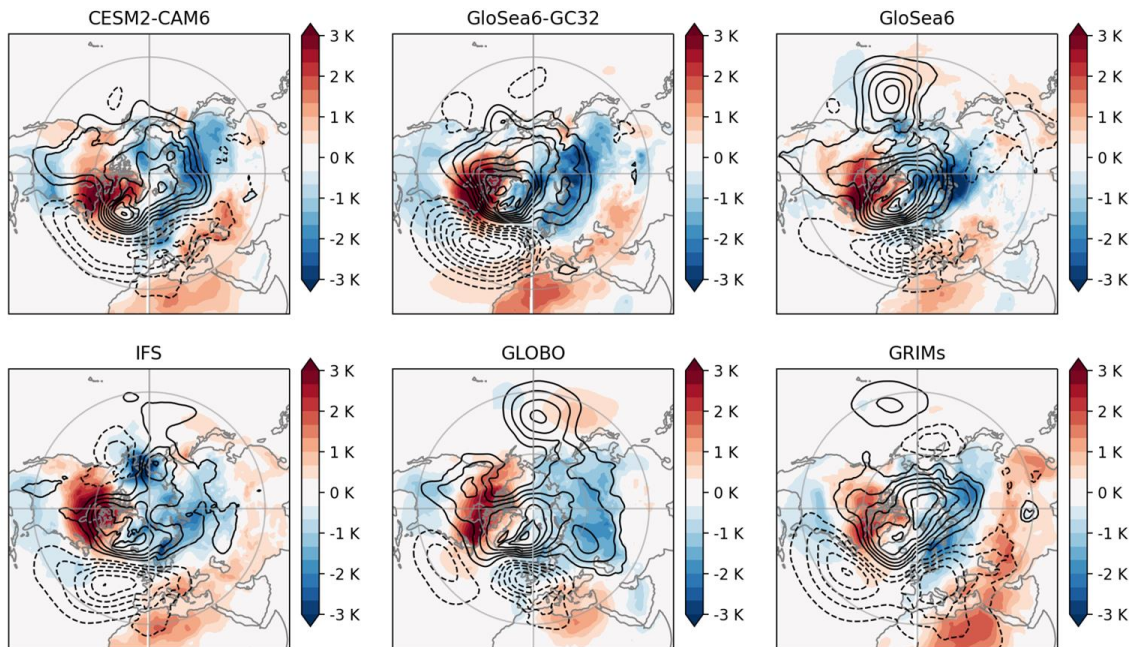 CESM2-CAM6
3 K
2 K
1 K
0 K
-1 K
-2 K
-3 K
GloSea6-GC32
3 K
2 K
1 K
0 K
-1 K
-2 K
-3 K
GloSea6
3 K
2 K
1 K
0 K
-1 K
-2 K
-3 K
IFS
3 K
2 K
1 K
0 K
-1 K
-2 K
-3 K
GLOBO
3 K
2 K
1 K
0 K
-1 K
-2 K
-3 K
GRIMs
3 K
2 K
1 K
0 K
-1 K
-2 K
-3 K